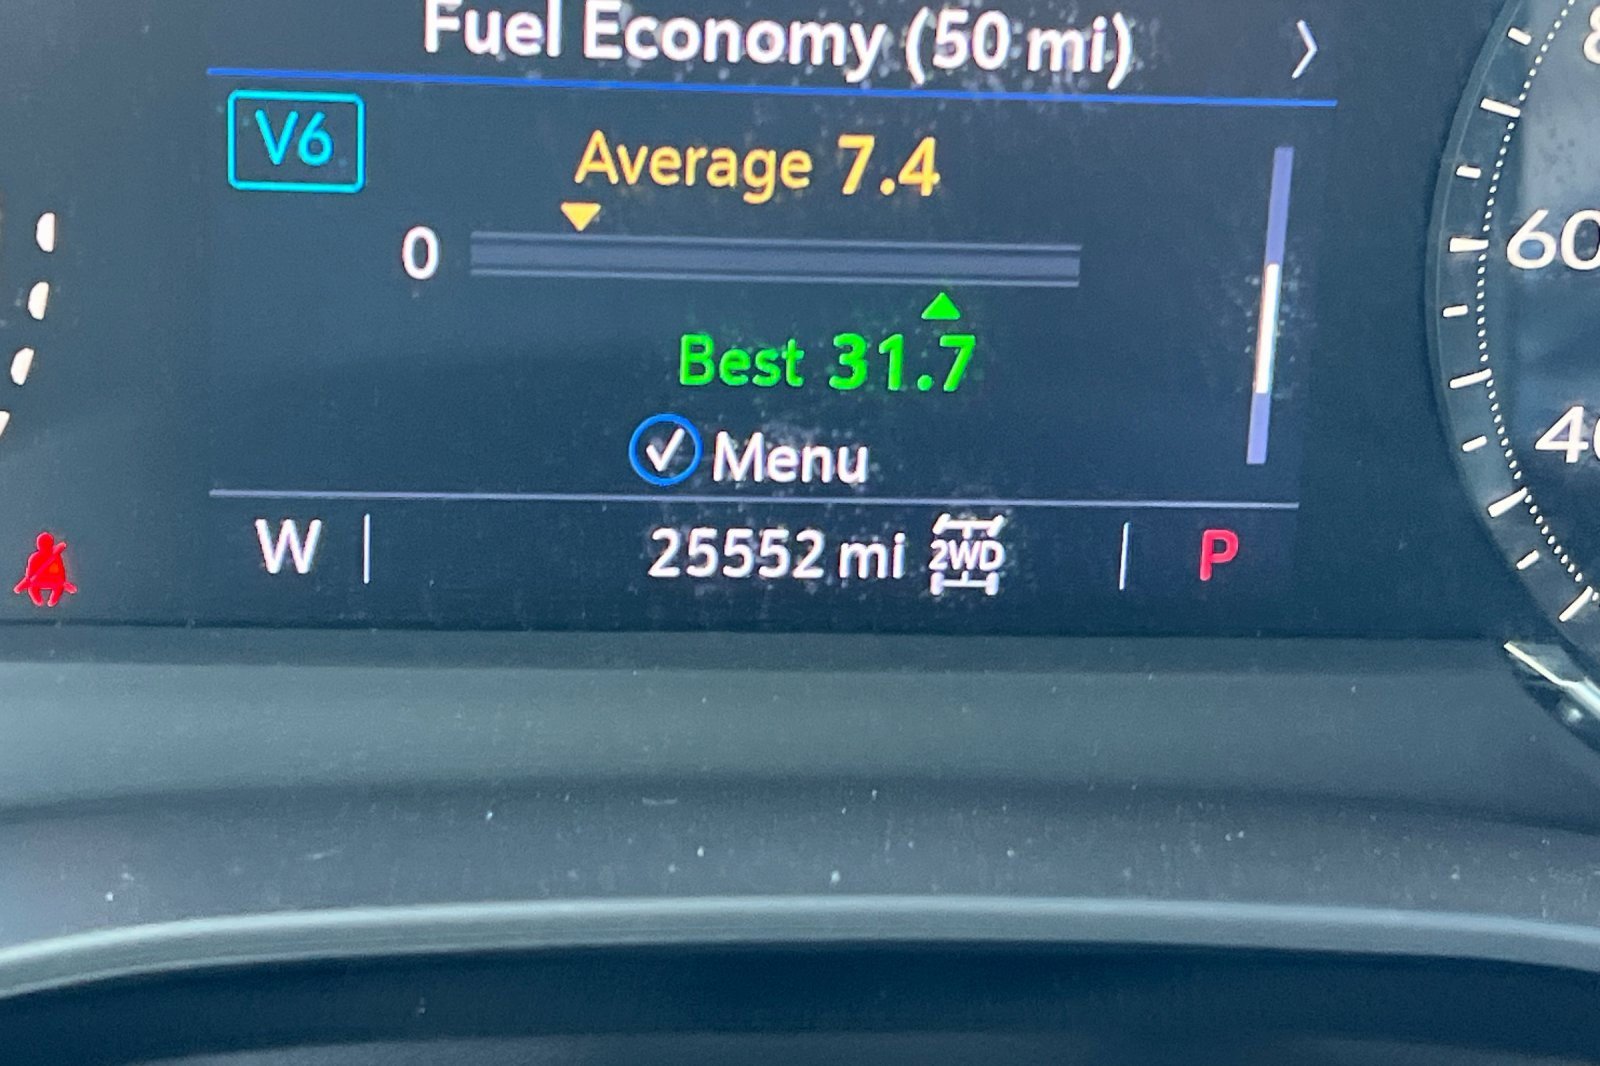 Fuel Economy (50 mi)
V6
Average 7.4
0
Best 31.7
Menu
W
25552 mi 2WD
P
60